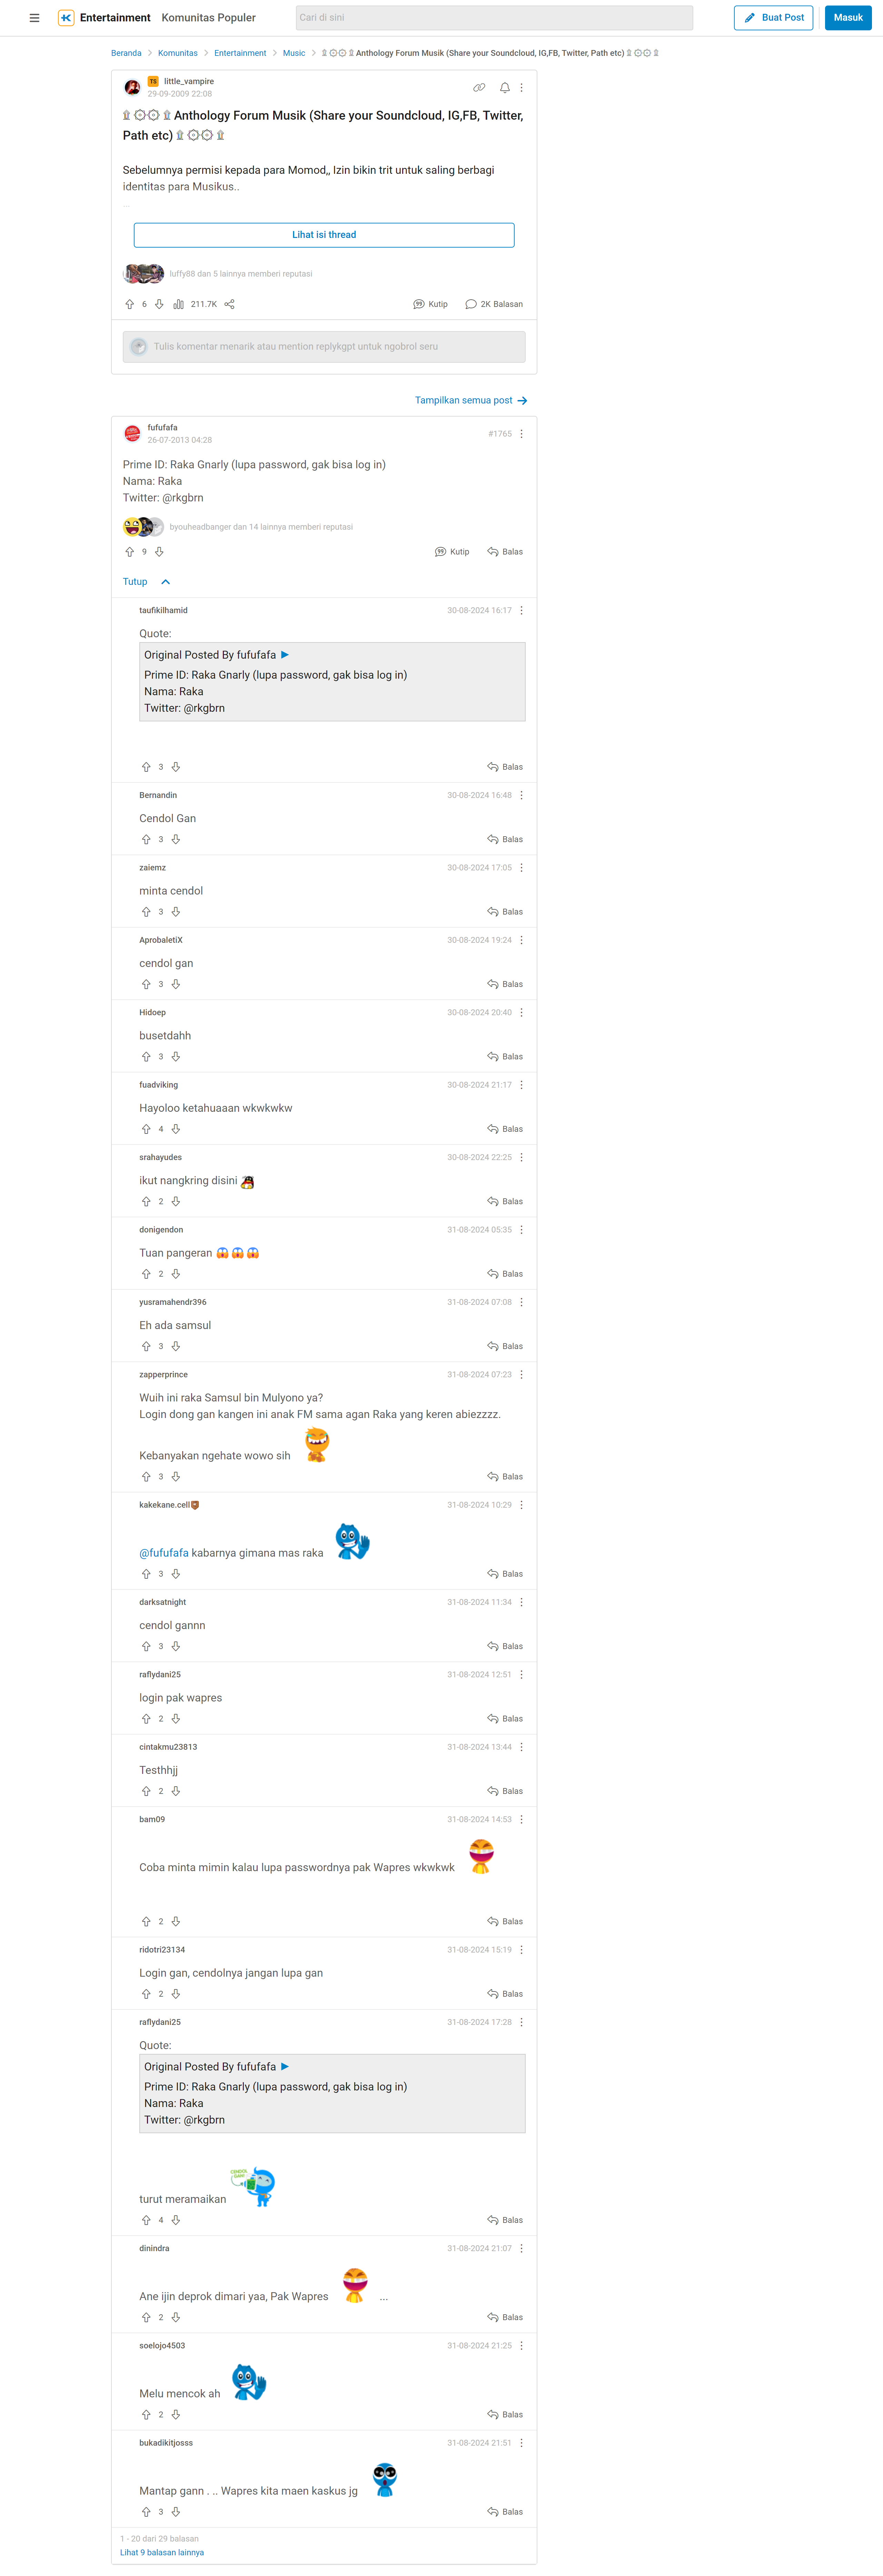 Entertainment
Komunitas Populer
Cari di sini
Buat Post
Masuk
Beranda > Komunitas > Entertainment > Music > ۩ ۞۞ ۩ Anthology Forum Musik (Share your Soundcloud, IG,FB, Twitter, Path etc) ۩ ۞۞ ۩
TS little_vampire
29-09-2009 22:08
۩ ۞۞ ۩ Anthology Forum Musik (Share your Soundcloud, IG,FB, Twitter,
Path etc) ۩ ۞۞ ۩
Sebelumnya permisi kepada para Momod,, Izin bikin trit untuk saling berbagi
identitas para Musikus..
...
Lihat isi thread
luffy88 dan 5 lainnya memberi reputasi
6 211.7K Kutip 2K Balasan
Tulis komentar menarik atau mention replykgpt untuk ngobrol seru
Tampilkan semua post
fufufafa
26-07-2013 04:28
#1765
Prime ID: Raka Gnarly (lupa password, gak bisa log in)
Nama: Raka
Twitter: @rkgbrn
byouheadbanger dan 14 lainnya memberi reputasi
9 Kutip Balas
Tutup
taufikilhamid 30-08-2024 16:17
Quote:
Original Posted By fufufafa ►
Prime ID: Raka Gnarly (lupa password, gak bisa log in)
Nama: Raka
Twitter: @rkgbrn
3 Balas
Bernandin 30-08-2024 16:48
Cendol Gan
3 Balas
zaiemz 30-08-2024 17:05
minta cendol
3 Balas
AprobaletiX 30-08-2024 19:24
cendol gan
3 Balas
Hidoep 30-08-2024 20:40
busetdahh
3 Balas
fuadviking 30-08-2024 21:17
Hayoloo ketahuaaan wkwkwkw
4 Balas
srahayudes 30-08-2024 22:25
ikut nangkring disini
2 Balas
donigendon 31-08-2024 05:35
Tuan pangeran 😱😱😱
2 Balas
yusramahendr396 31-08-2024 07:08
Eh ada samsul
3 Balas
zapperprince 31-08-2024 07:23
Wuih ini raka Samsul bin Mulyono ya?
Login dong gan kangen ini anak FM sama agan Raka yang keren abiezzzz.
Kebanyakan ngehate wowo sih
3 Balas
kakekane.cell 31-08-2024 10:29
@fufufafa kabarnya gimana mas raka
3 Balas
darksatnight 31-08-2024 11:34
cendol gannn
3 Balas
raflydani25 31-08-2024 12:51
login pak wapres
2 Balas
cintakmu23813 31-08-2024 13:44
Testhhjj
2 Balas
bam09 31-08-2024 14:53
Coba minta mimin kalau lupa passwordnya pak Wapres wkwkwk
2 Balas
ridotri23134 31-08-2024 15:19
Login gan, cendolnya jangan lupa gan
2 Balas
raflydani25 31-08-2024 17:28
Quote:
Original Posted By fufufafa ►
Prime ID: Raka Gnarly (lupa password, gak bisa log in)
Nama: Raka
Twitter: @rkgbrn
turut meramaikan
4 Balas
dinindra 31-08-2024 21:07
Ane ijin deprok dimari yaa, Pak Wapres ...
2 Balas
soelojo4503 31-08-2024 21:25
Melu mencok ah
2 Balas
bukadikitjosss 31-08-2024 21:51
Mantap gann . .. Wapres kita maen kaskus jg
3 Balas
1 - 20 dari 29 balasan
Lihat 9 balasan lainnya